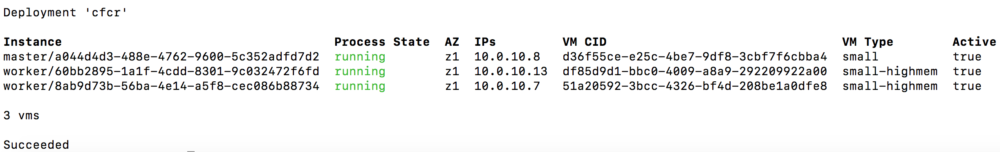 Deployment 'cfcr'
Instance Process State AZ IPs VM CID VM Type Active
master/a044d4d3-488e-4762-9600-5c352adfd7d2 running z1 10.0.10.8 d36f55ce-e25c-4be7-9df8-3cbf7f6cbba4 small true
worker/60bb2895-1a1f-4cdd-8301-9c032472f6fd running z1 10.0.10.13 df85d9d1-bbc0-4009-a8a9-292209922a00 small-highmem true
worker/8ab9d73b-56ba-4e14-a5f8-cec086b88734 running z1 10.0.10.7 51a20592-3bcc-4326-bf4d-208be1a0dfe8 small-highmem true
3 vms
Succeeded